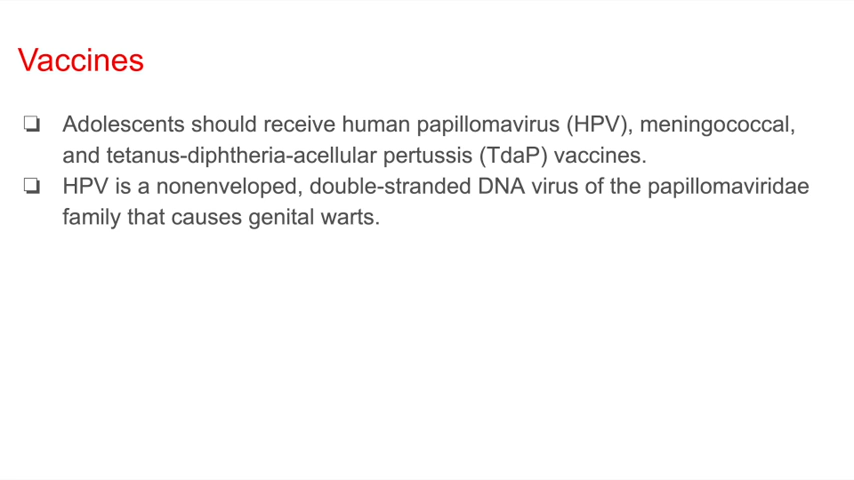 Vaccines
❏ Adolescents should receive human papillomavirus (HPV), meningococcal,
and tetanus-diphtheria-acellular pertussis (TdaP) vaccines.
❏ HPV is a nonenveloped, double-stranded DNA virus of the papillomaviridae
family that causes genital warts.